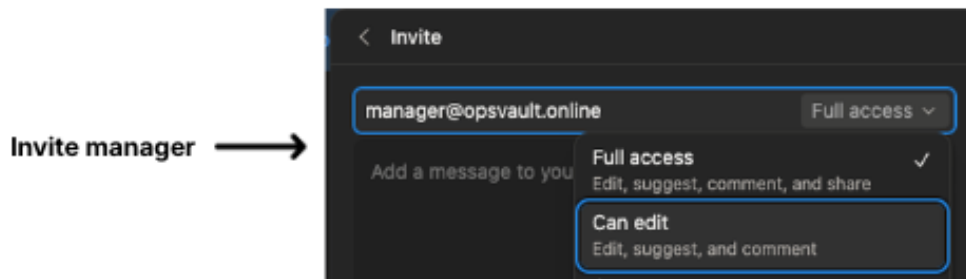 Invite
manager@opsvault.online Full access
Invite manager
Add a message to you
Full access
Edit, suggest, comment, and share
Can edit
Edit, suggest, and comment